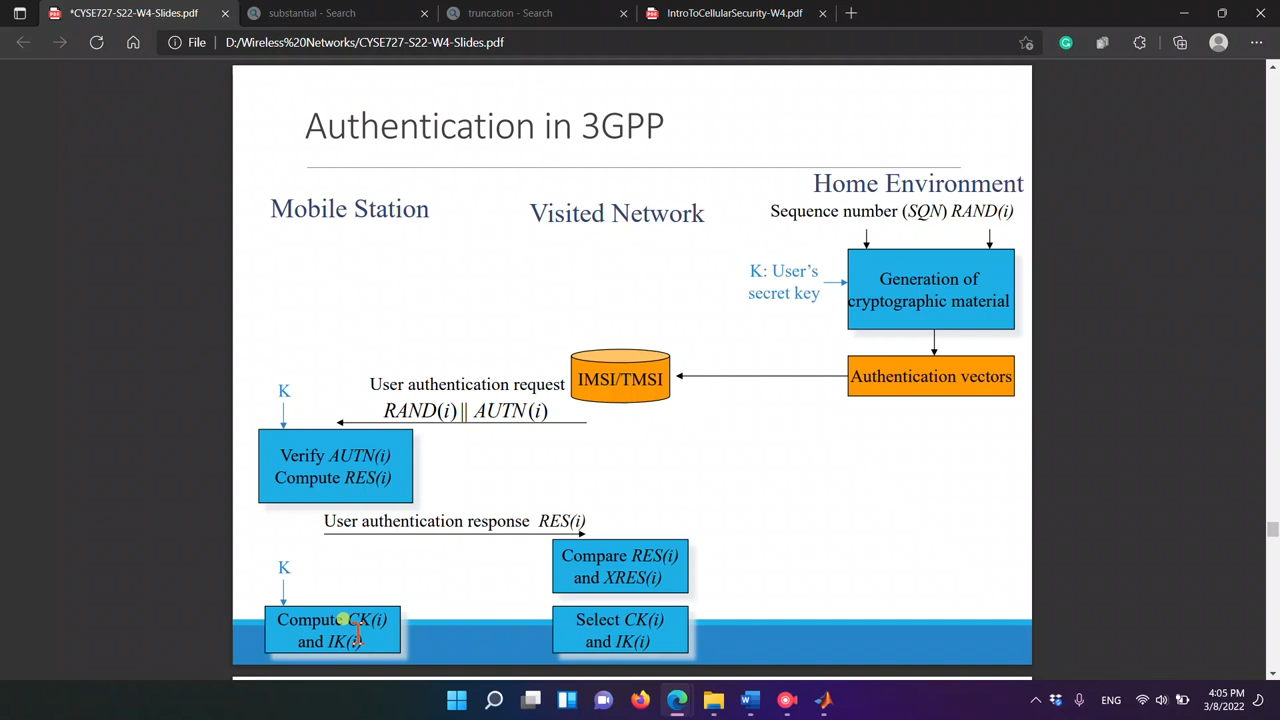 *CYSE727-S22-W4-Slides.pdf
substantial - Search
truncation - Search
IntroToCellularSecurity-W4.pdf
File
D:/Wireless%20Networks/CYSE727-S22-W4-Slides.pdf
Authentication in 3GPP
Home Environment
Mobile Station
Visited Network
Sequence number (SQN) RAND(i)
K: User's
secret key
Generation of
cryptographic material
Authentication vectors
IMSI/TMSI
User authentication request
RAND(i) || AUTN(i)
K
Verify AUTN(i)
Compute RES(i)
User authentication response RES(i)
Compare RES(i)
and XRES(i)
K
Compute CK(i)
and IK(i)
Select CK(i)
and IK(i)
ENG
4:05 PM
3/8/2022